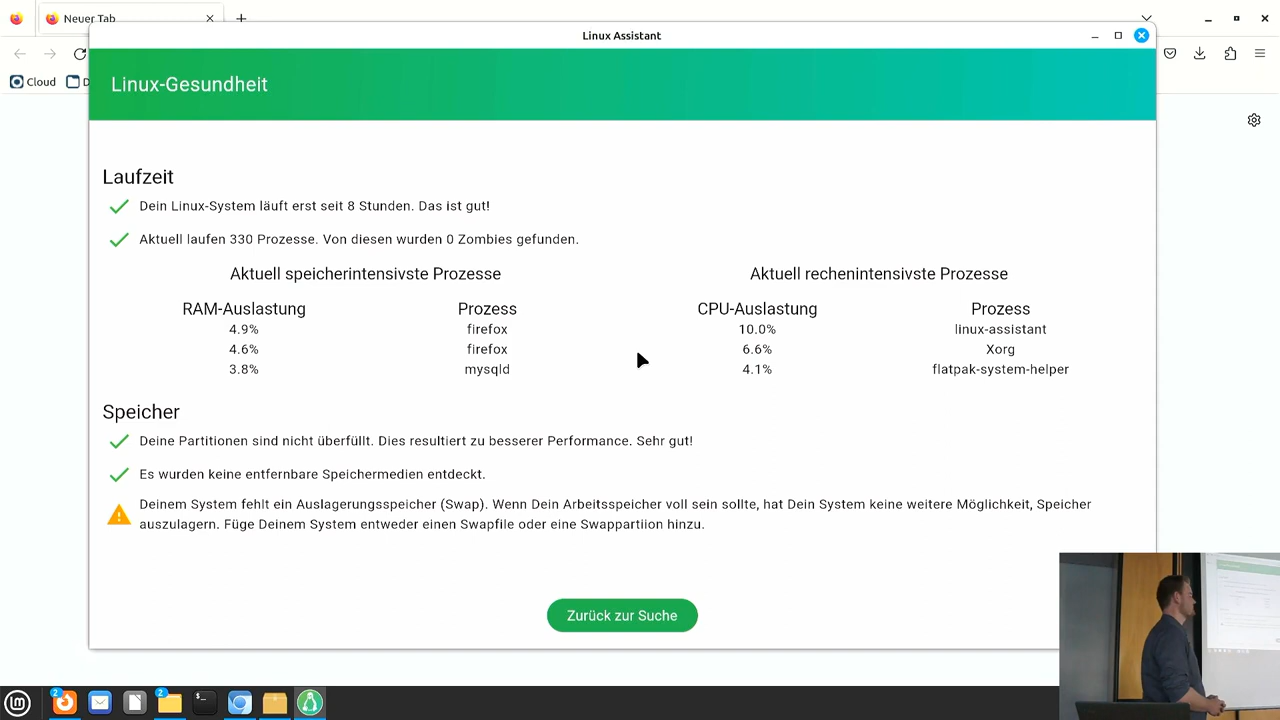 Neuer Tab
Linux Assistant
Cloud
D
Linux-Gesundheit
Laufzeit
Dein Linux-System läuft erst seit 8 Stunden. Das ist gut!
Aktuell laufen 330 Prozesse. Von diesen wurden 0 Zombies gefunden.
Aktuell speicherintensivste Prozesse
RAM-Auslastung Prozess
4.9% firefox
4.6% firefox
3.8% mysqld
Aktuell rechenintensivste Prozesse
CPU-Auslastung Prozess
10.0% linux-assistant
6.6% Xorg
4.1% flatpak-system-helper
Speicher
Deine Partitionen sind nicht überfüllt. Dies resultiert zu besserer Performance. Sehr gut!
Es wurden keine entfernbare Speichermedien entdeckt.
Deinem System fehlt ein Auslagerungsspeicher (Swap). Wenn Dein Arbeitsspeicher voll sein sollte, hat Dein System keine weitere Möglichkeit, Speicher
auszulagern. Füge Deinem System entweder einen Swapfile oder eine Swappartiion hinzu.
Zurück zur Suche
2
2